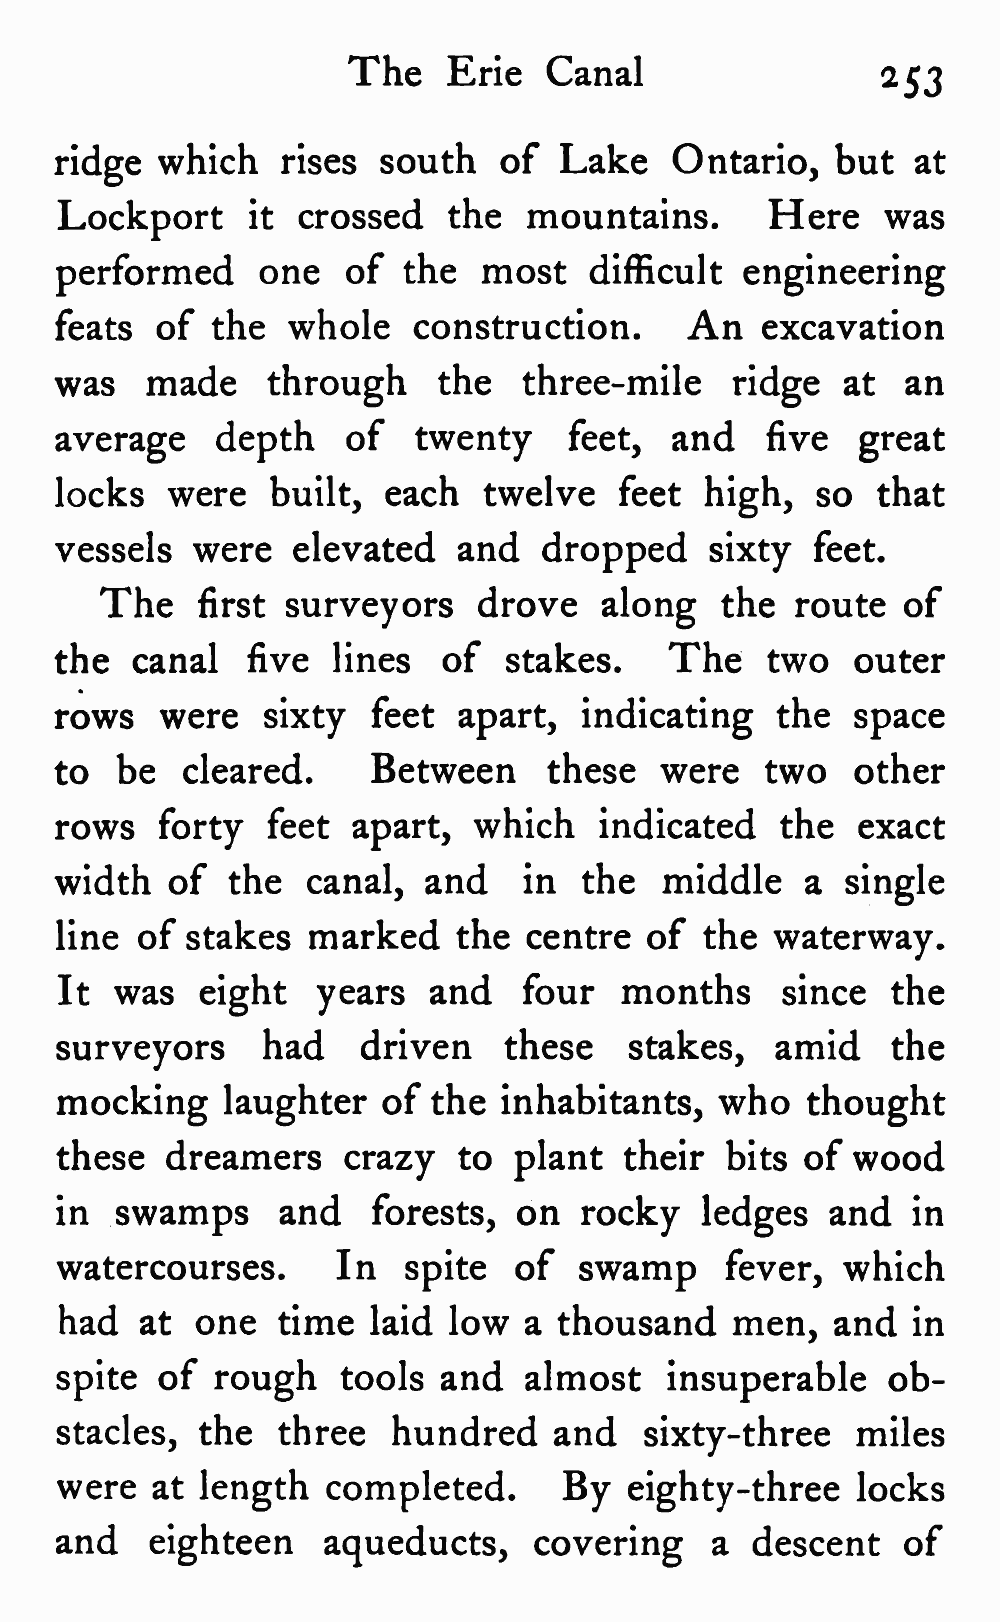 The Erie Canal 253
ridge which rises south of Lake Ontario, but at
Lockport it crossed the mountains. Here was
performed one of the most difficult engineering
feats of the whole construction. An excavation
was made through the three-mile ridge at an
average depth of twenty feet, and five great
locks were built, each twelve feet high, so that
vessels were elevated and dropped sixty feet.
The first surveyors drove along the route of
the canal five lines of stakes. The two outer
rows were sixty feet apart, indicating the space
to be cleared. Between these were two other
rows forty feet apart, which indicated the exact
width of the canal, and in the middle a single
line of stakes marked the centre of the waterway.
It was eight years and four months since the
surveyors had driven these stakes, amid the
mocking laughter of the inhabitants, who thought
these dreamers crazy to plant their bits of wood
in swamps and forests, on rocky ledges and in
watercourses. In spite of swamp fever, which
had at one time laid low a thousand men, and in
spite of rough tools and almost insuperable ob-
stacles, the three hundred and sixty-three miles
were at length completed. By eighty-three locks
and eighteen aqueducts, covering a descent of